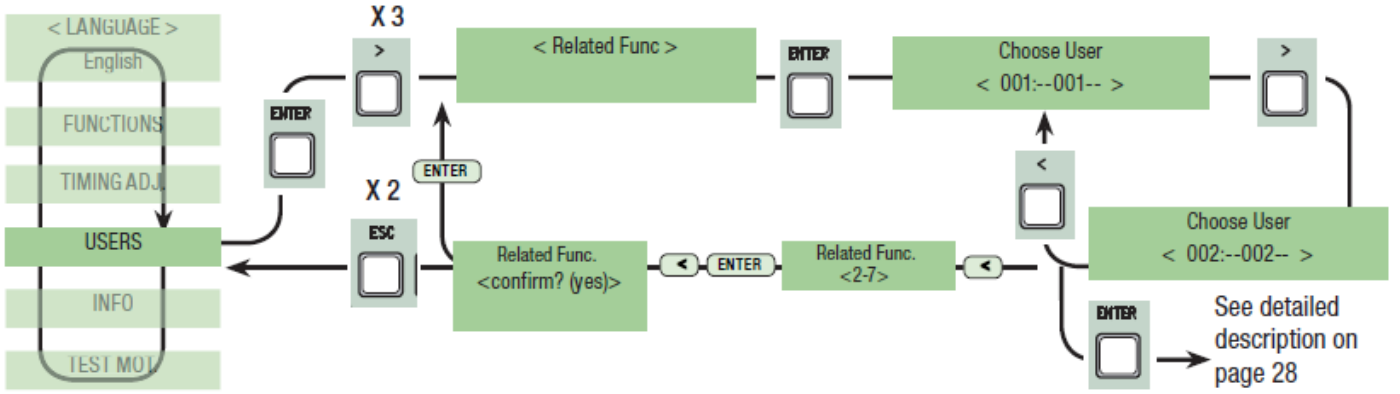 < LANGUAGE >
English
FUNCTIONS
TIMING ADJ.
USERS
INFO
TEST MOT.
ENTER
X 3
>
< Related Func >
ENTER
Choose User
< 001:--001-- >
>
<
Choose User
< 002:--002-- >
ENTER
See detailed
description on
page 28
<
Related Func.
<2-7>
ENTER
<
Related Func.
<confirm? (yes)>
ENTER
X 2
ESC